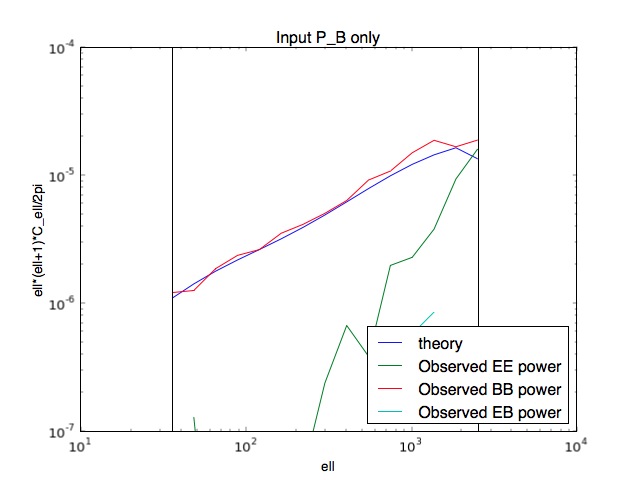 Input P_B only
10^-4
10^-5
10^-6
10^-7
ell*(ell+1)*C_ell/2pi
theory
Observed EE power
Observed BB power
Observed EB power
10^1
10^2
10^3
10^4
ell